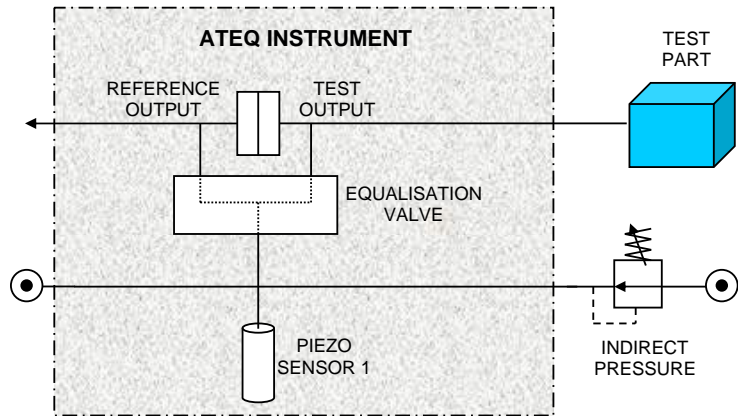 ATEQ INSTRUMENT
TEST
PART
REFERENCE
OUTPUT
TEST
OUTPUT
EQUALISATION
VALVE
PIEZO
SENSOR 1
INDIRECT
PRESSURE